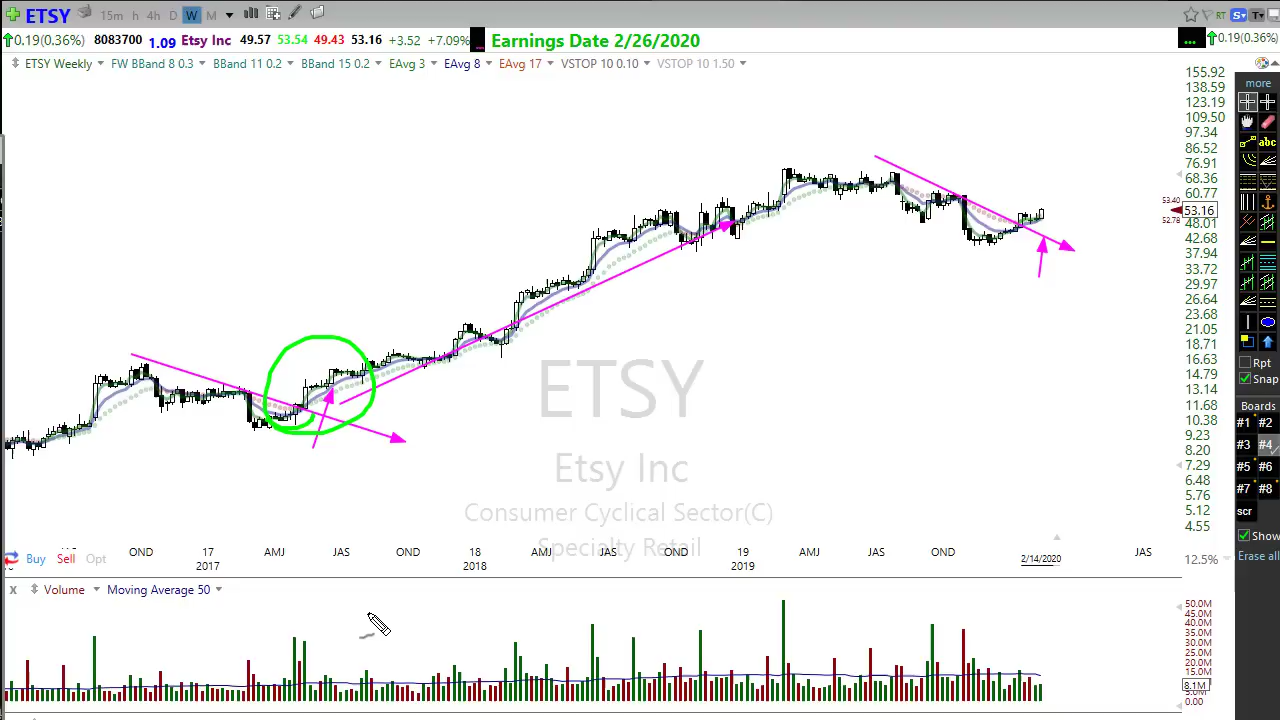 ETSY 15m h 4h D W M RT S T
0.19(0.36%) 8083700 1.09 Etsy Inc 49.57 53.54 49.43 53.16 +3.52 +7.09% Earnings Date 2/26/2020 ... 0.19(0.36%)
ETSY Weekly FW BBand 8 0.3 BBand 11 0.2 BBand 15 0.2 EAvg 3 EAvg 8 EAvg 17 VSTOP 10 0.10 VSTOP 10 1.50
155.92
138.59
123.19
109.50
97.34
86.52
76.91
68.36
60.77
53.40
53.16
52.78
48.01
42.68
37.94
33.72
29.97
26.64
23.68
21.05
18.71
16.63
14.79
13.14
11.68
10.38
9.23
8.20
7.29
6.48
5.76
5.12
4.55
more
abc
Rpt
Snap
Boards
#1 #2
#3 #4
#5 #6
#7 #8
scr
Show
Erase all
ETSY
Etsy Inc
Consumer Cyclical Sector(C)
Specialty Retail
OND 17 AMJ JAS OND 18 AMJ JAS OND 19 AMJ JAS OND 2/14/2020 JAS
Buy Sell Opt 2017 2018 2019 12.5%
X Volume Moving Average 50
50.0M
45.0M
40.0M
35.0M
30.0M
25.0M
20.0M
15.0M
8.1M
5.0M
0.00